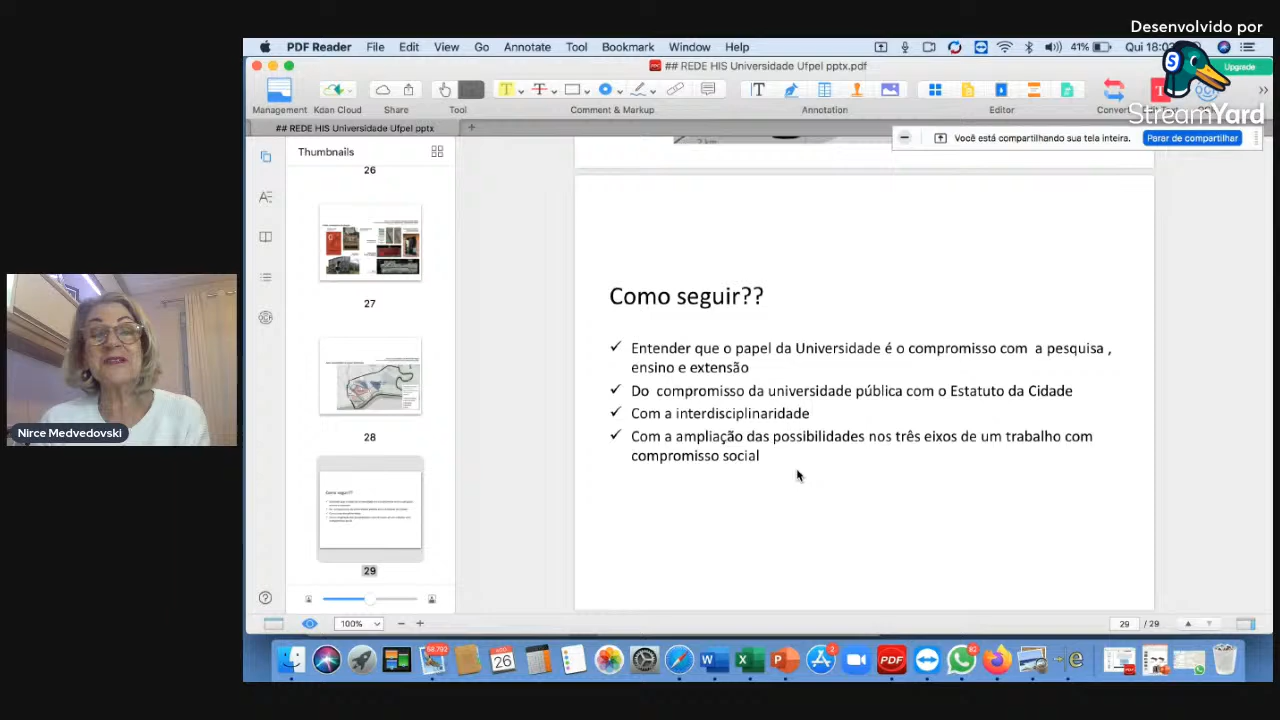 Desenvolvido por
StreamYard
PDF Reader File Edit View Go Annotate Tool Bookmark Window Help
41% Qui 18:0
## REDE HIS Universidade Ufpel pptx.pdf
Upgrade
Management Kdan Cloud Share Tool Comment & Markup Annotation Editor
## REDE HIS Universidade Ufpel pptx
Você está compartilhando sua tela inteira. Parar de compartilhar
Thumbnails
26
27
28
29
Como seguir??
✓ Entender que o papel da Universidade é o compromisso com a pesquisa ,
ensino e extensão
✓ Do compromisso da universidade pública com o Estatuto da Cidade
✓ Com a interdisciplinaridade
✓ Com a ampliação das possibilidades nos três eixos de um trabalho com
compromisso social
Nirce Medvedovski
100%
29 / 29
26
PDF